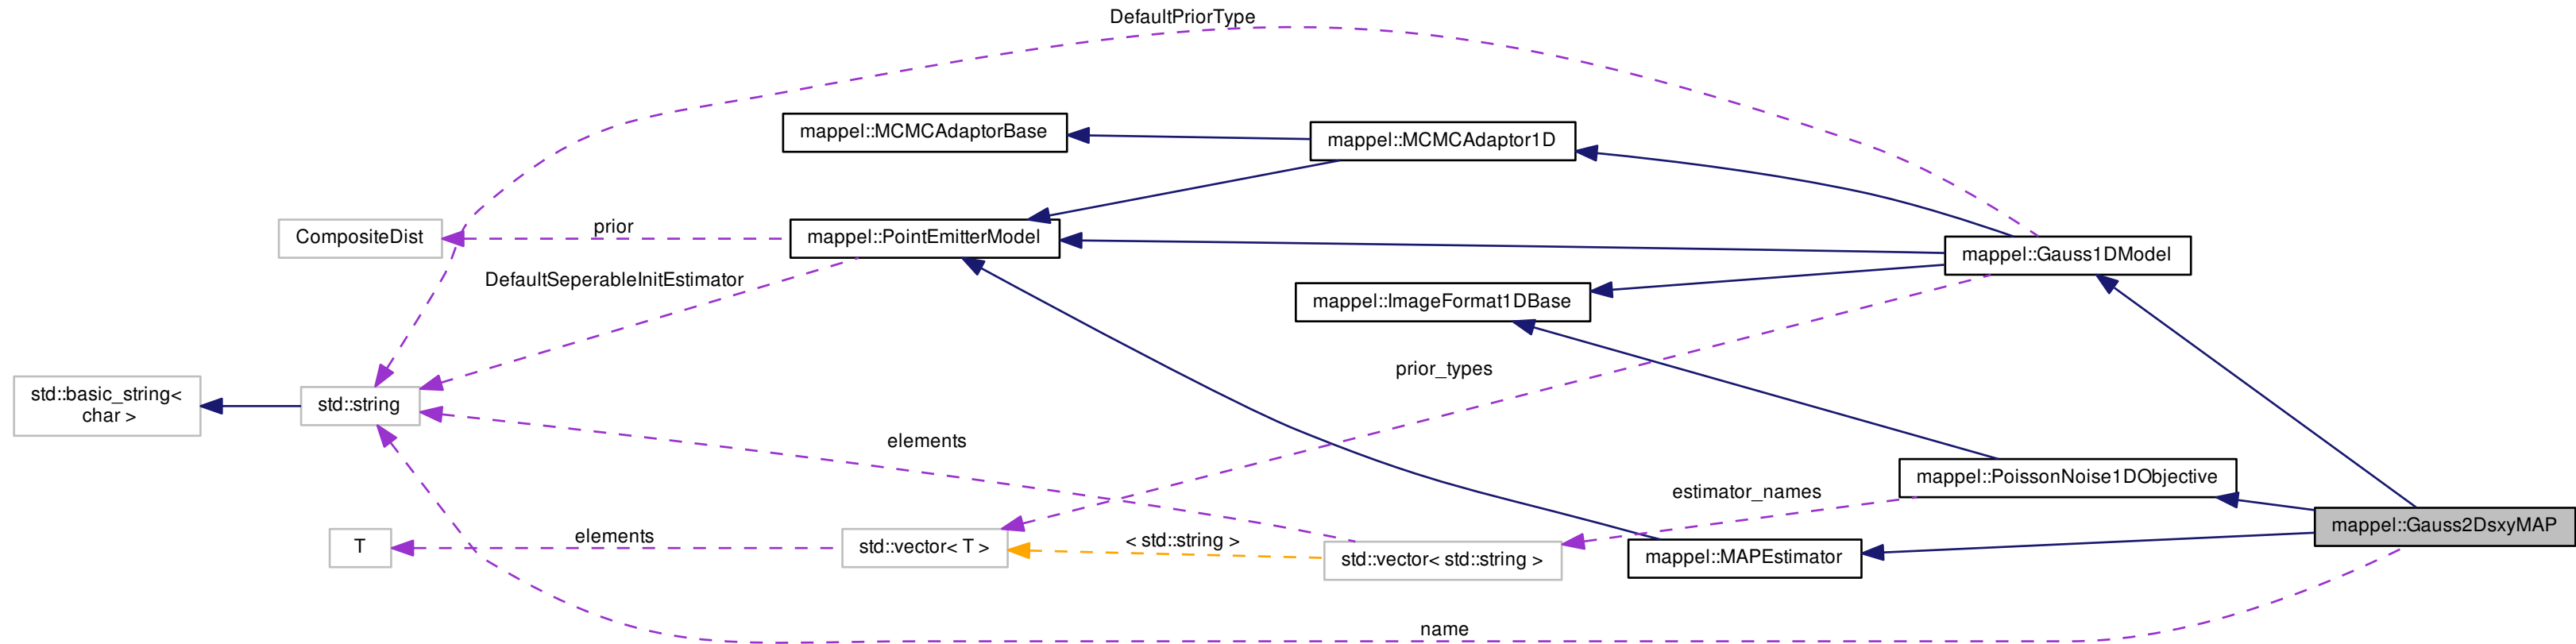 DefaultPriorType
mappel::MCMCAdaptorBase
mappel::MCMCAdaptor1D
CompositeDist
prior
mappel::PointEmitterModel
mappel::Gauss1DModel
DefaultSeperableInitEstimator
mappel::ImageFormat1DBase
prior_types
std::basic_string<
char >
std::string
elements
mappel::PoissonNoise1DObjective
estimator_names
mappel::Gauss2DsxyMAP
T
elements
std::vector< T >
< std::string >
std::vector< std::string >
mappel::MAPEstimator
name